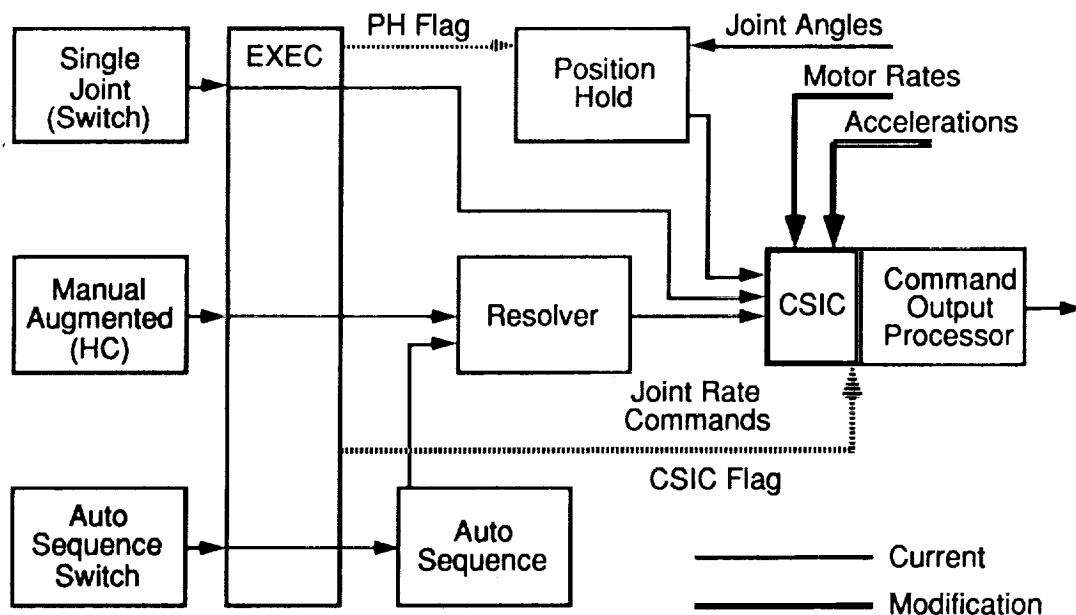 Single
Joint
(Switch)
EXEC
PH Flag
Position
Hold
Joint Angles
Motor Rates
Accelerations
Manual
Augmented
(HC)
Resolver
CSIC
Command
Output
Processor
Joint Rate
Commands
CSIC Flag
Auto
Sequence
Switch
Auto
Sequence
Current
Modification